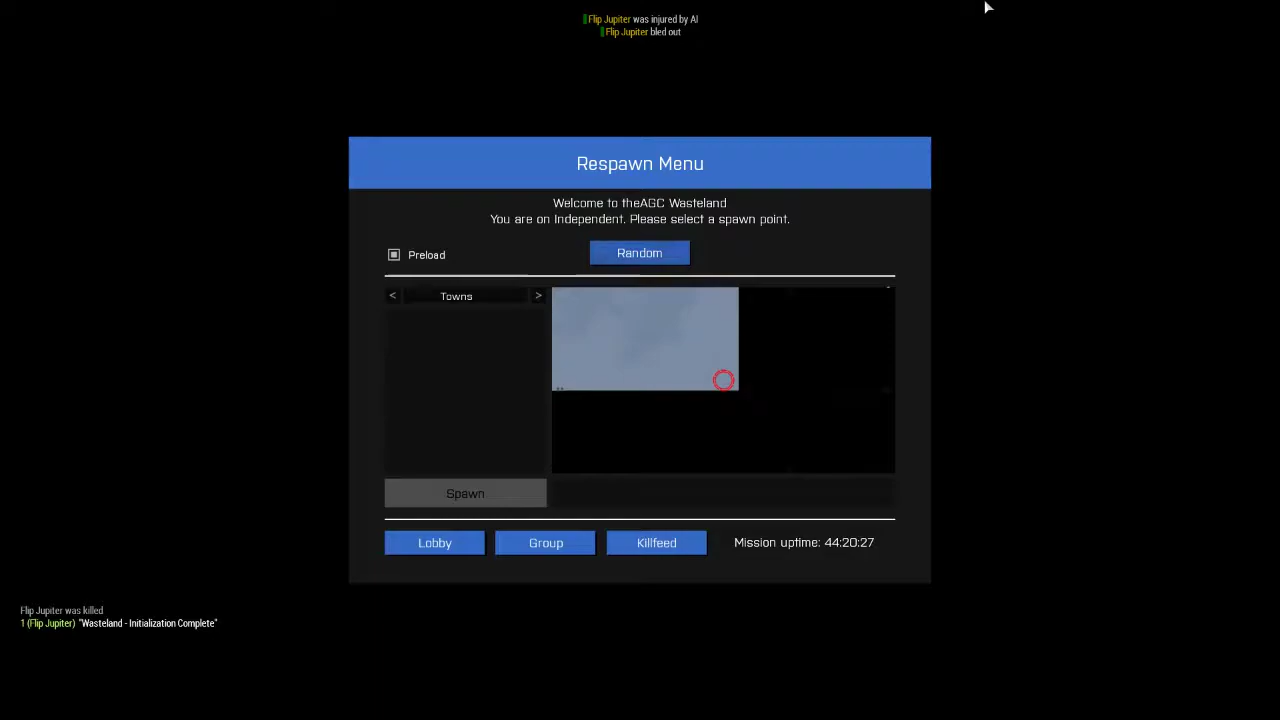 Flip Jupiter was injured by AI
Flip Jupiter bled out
Respawn Menu
Welcome to theAGC Wasteland
You are on Independent. Please select a spawn point.
Preload
Random
< Towns >
Spawn
Lobby
Group
Killfeed
Mission uptime: 44:20:27
Flip Jupiter was killed
1 (Flip Jupiter) "Wasteland - Initialization Complete"